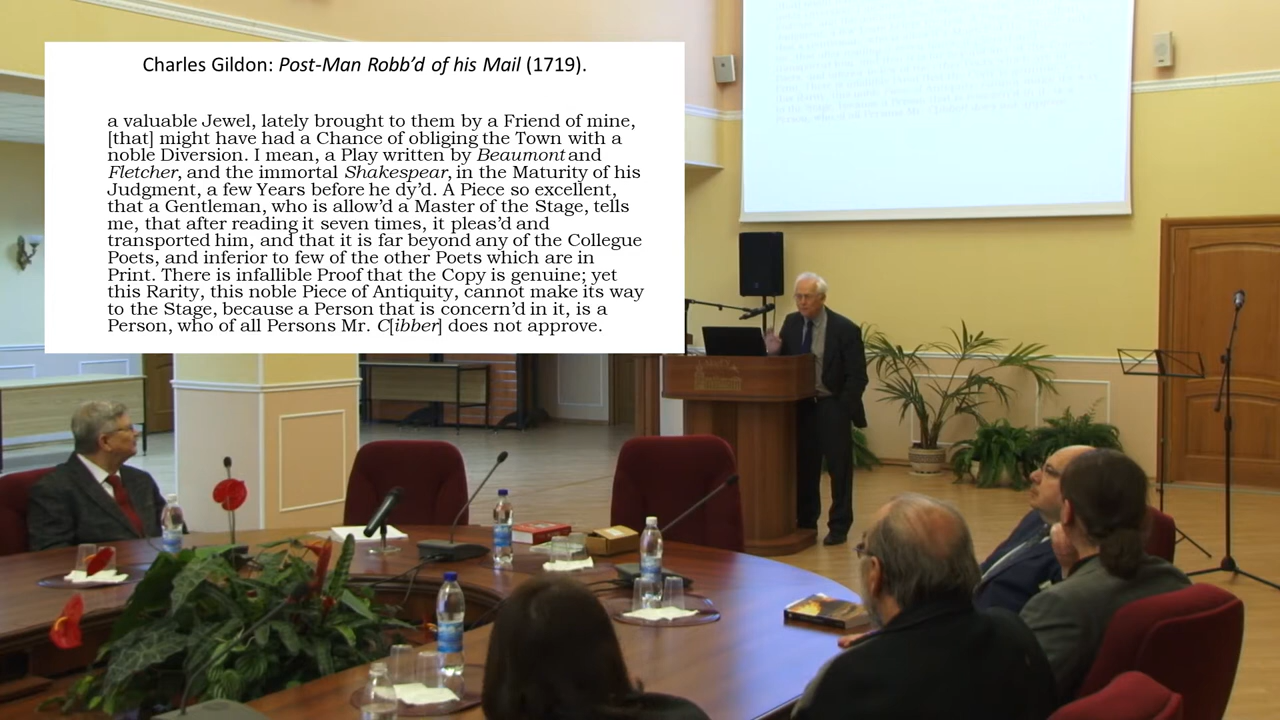 Charles Gildon: Post-Man Robb’d of his Mail (1719).
a valuable Jewel, lately brought to them by a Friend of mine,
[that] might have had a Chance of obliging the Town with a
noble Diversion. I mean, a Play written by Beaumont and
Fletcher, and the immortal Shakespear, in the Maturity of his
Judgment, a few Years before he dy’d. A Piece so excellent,
that a Gentleman, who is allow’d a Master of the Stage, tells
me, that after reading it seven times, it pleas’d and
transported him, and that it is far beyond any of the Collegue
Poets, and inferior to few of the other Poets which are in
Print. There is infallible Proof that the Copy is genuine; yet
this Rarity, this noble Piece of Antiquity, cannot make its way
to the Stage, because a Person that is concern’d in it, is a
Person, who of all Persons Mr. C[ibber] does not approve.